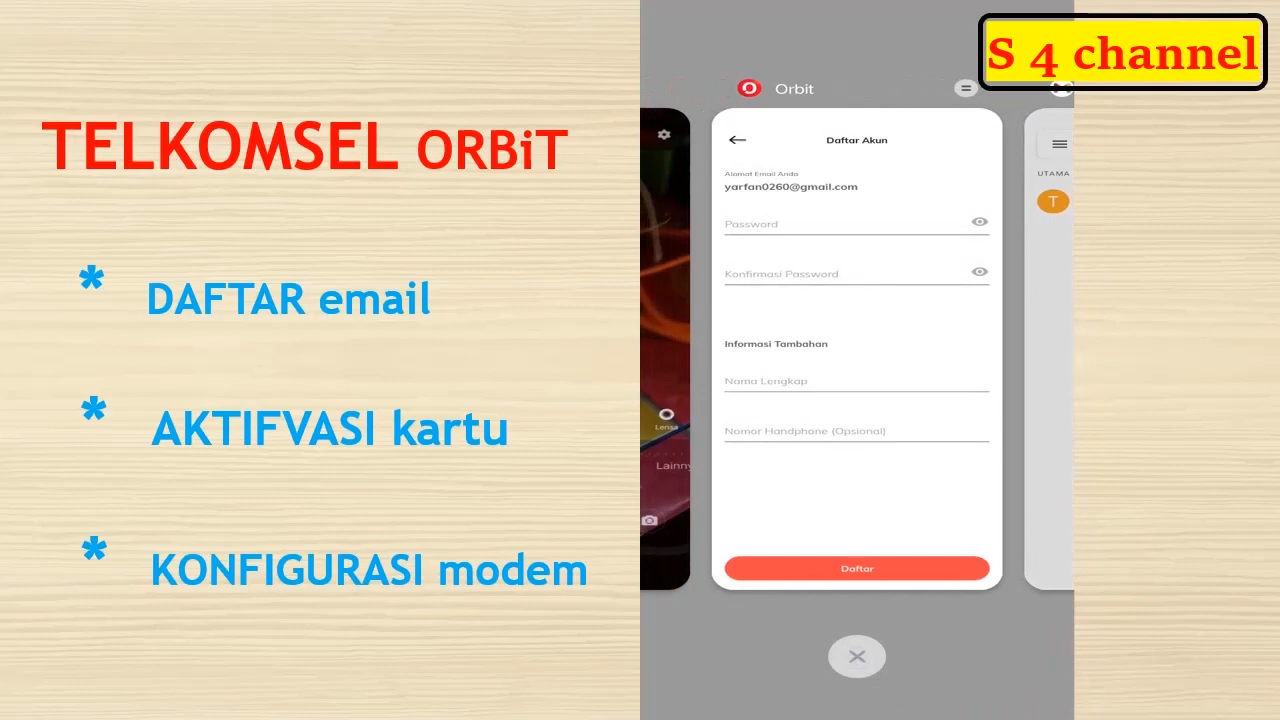 S 4 channel
TELKOMSEL ORBiT
* DAFTAR email
* AKTIFVASI kartu
* KONFIGURASI modem
Orbit
Daftar Akun
Alamat Email Anda
yarfan0260@gmail.com
Password
Konfirmasi Password
Informasi Tambahan
Nama Lengkap
Nomor Handphone (Opsional)
Daftar
Lensa
Lainny
UTAMA
T